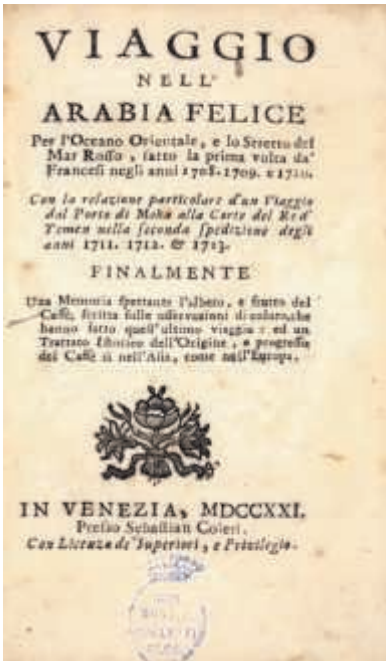 VIAGGIO
NELL'
ARABIA FELICE
Per l'Oceano Orientale, e lo Stretto del
Mar Rosso, fatto la prima volta da'
Francesi negli anni 1708. 1709. e 1710.
Con la relazione particolare d'un Viaggio
dal Porto di Moka alla Corte del Re d'
Yemen nella seconda spedizione degli
anni 1711. 1712. & 1713.
FINALMENTE
Una Memoria spettante l'albero, e frutto del
Caffè, scritta sulle osservazioni di coloro, che
hanno fatto quest'ultimo viaggio: ed un
Trattato Istorico dell'Origine, e progresso
del Caffè sì nell'Asia, come nell'Europa.
IN VENEZIA, MDCCXXI.
Presso Sebastian Coleti.
Con Licenza de' Superiori, e Privilegio.